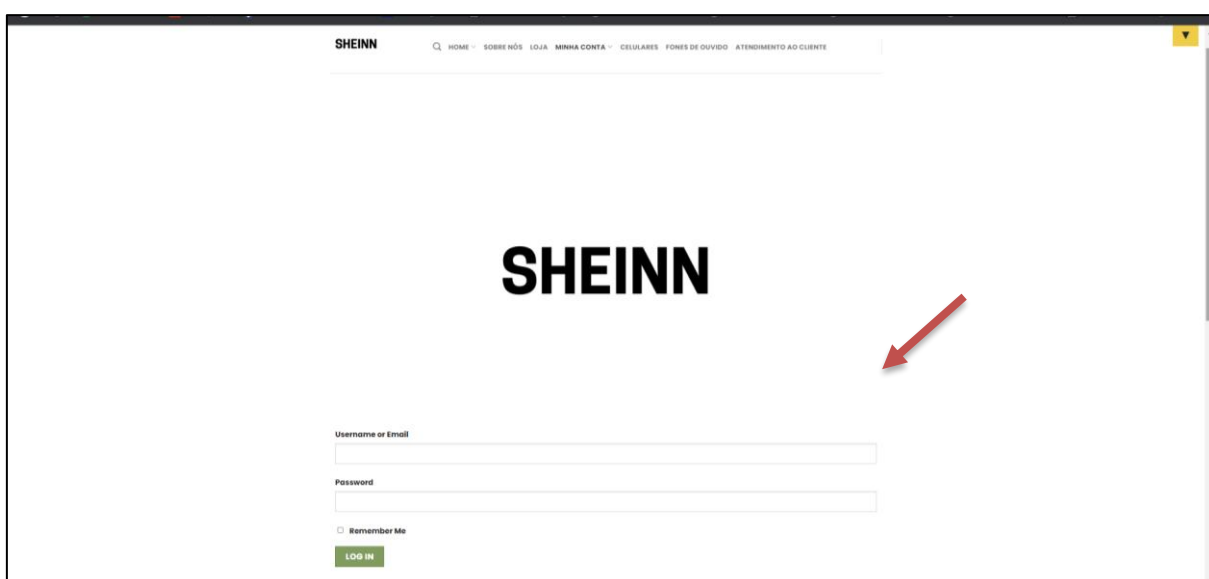 SHEINN
HOME SOBRE NÓS LOJA MINHA CONTA CELULARES FONES DE OUVIDO ATENDIMENTO AO CLIENTE
SHEINN
Username or Email
Password
Remember Me
LOG IN